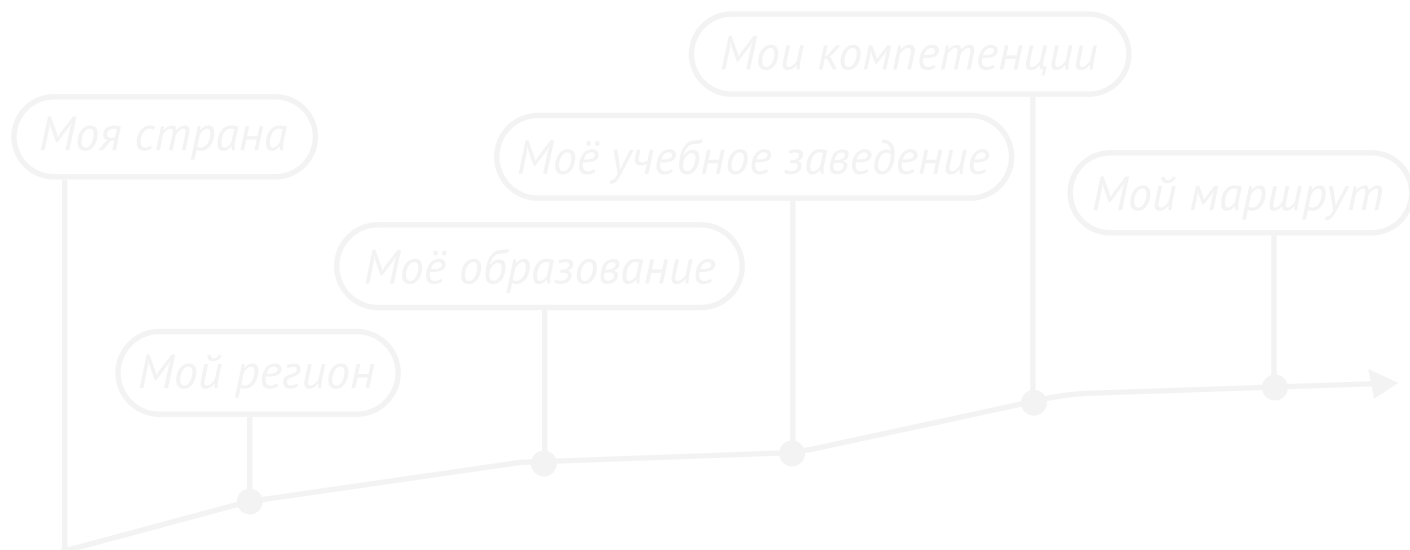 Моя страна
Мой регион
Моё образование
Моё учебное заведение
Мои компетенции
Мой маршрут